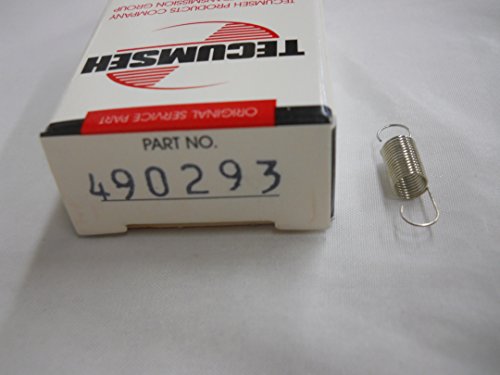 TECUMSEH PRODUCTS COMPANY
TRANSMISSION GROUP
TECUMSEH
ORIGINAL SERVICE PART
PART NO.
490293